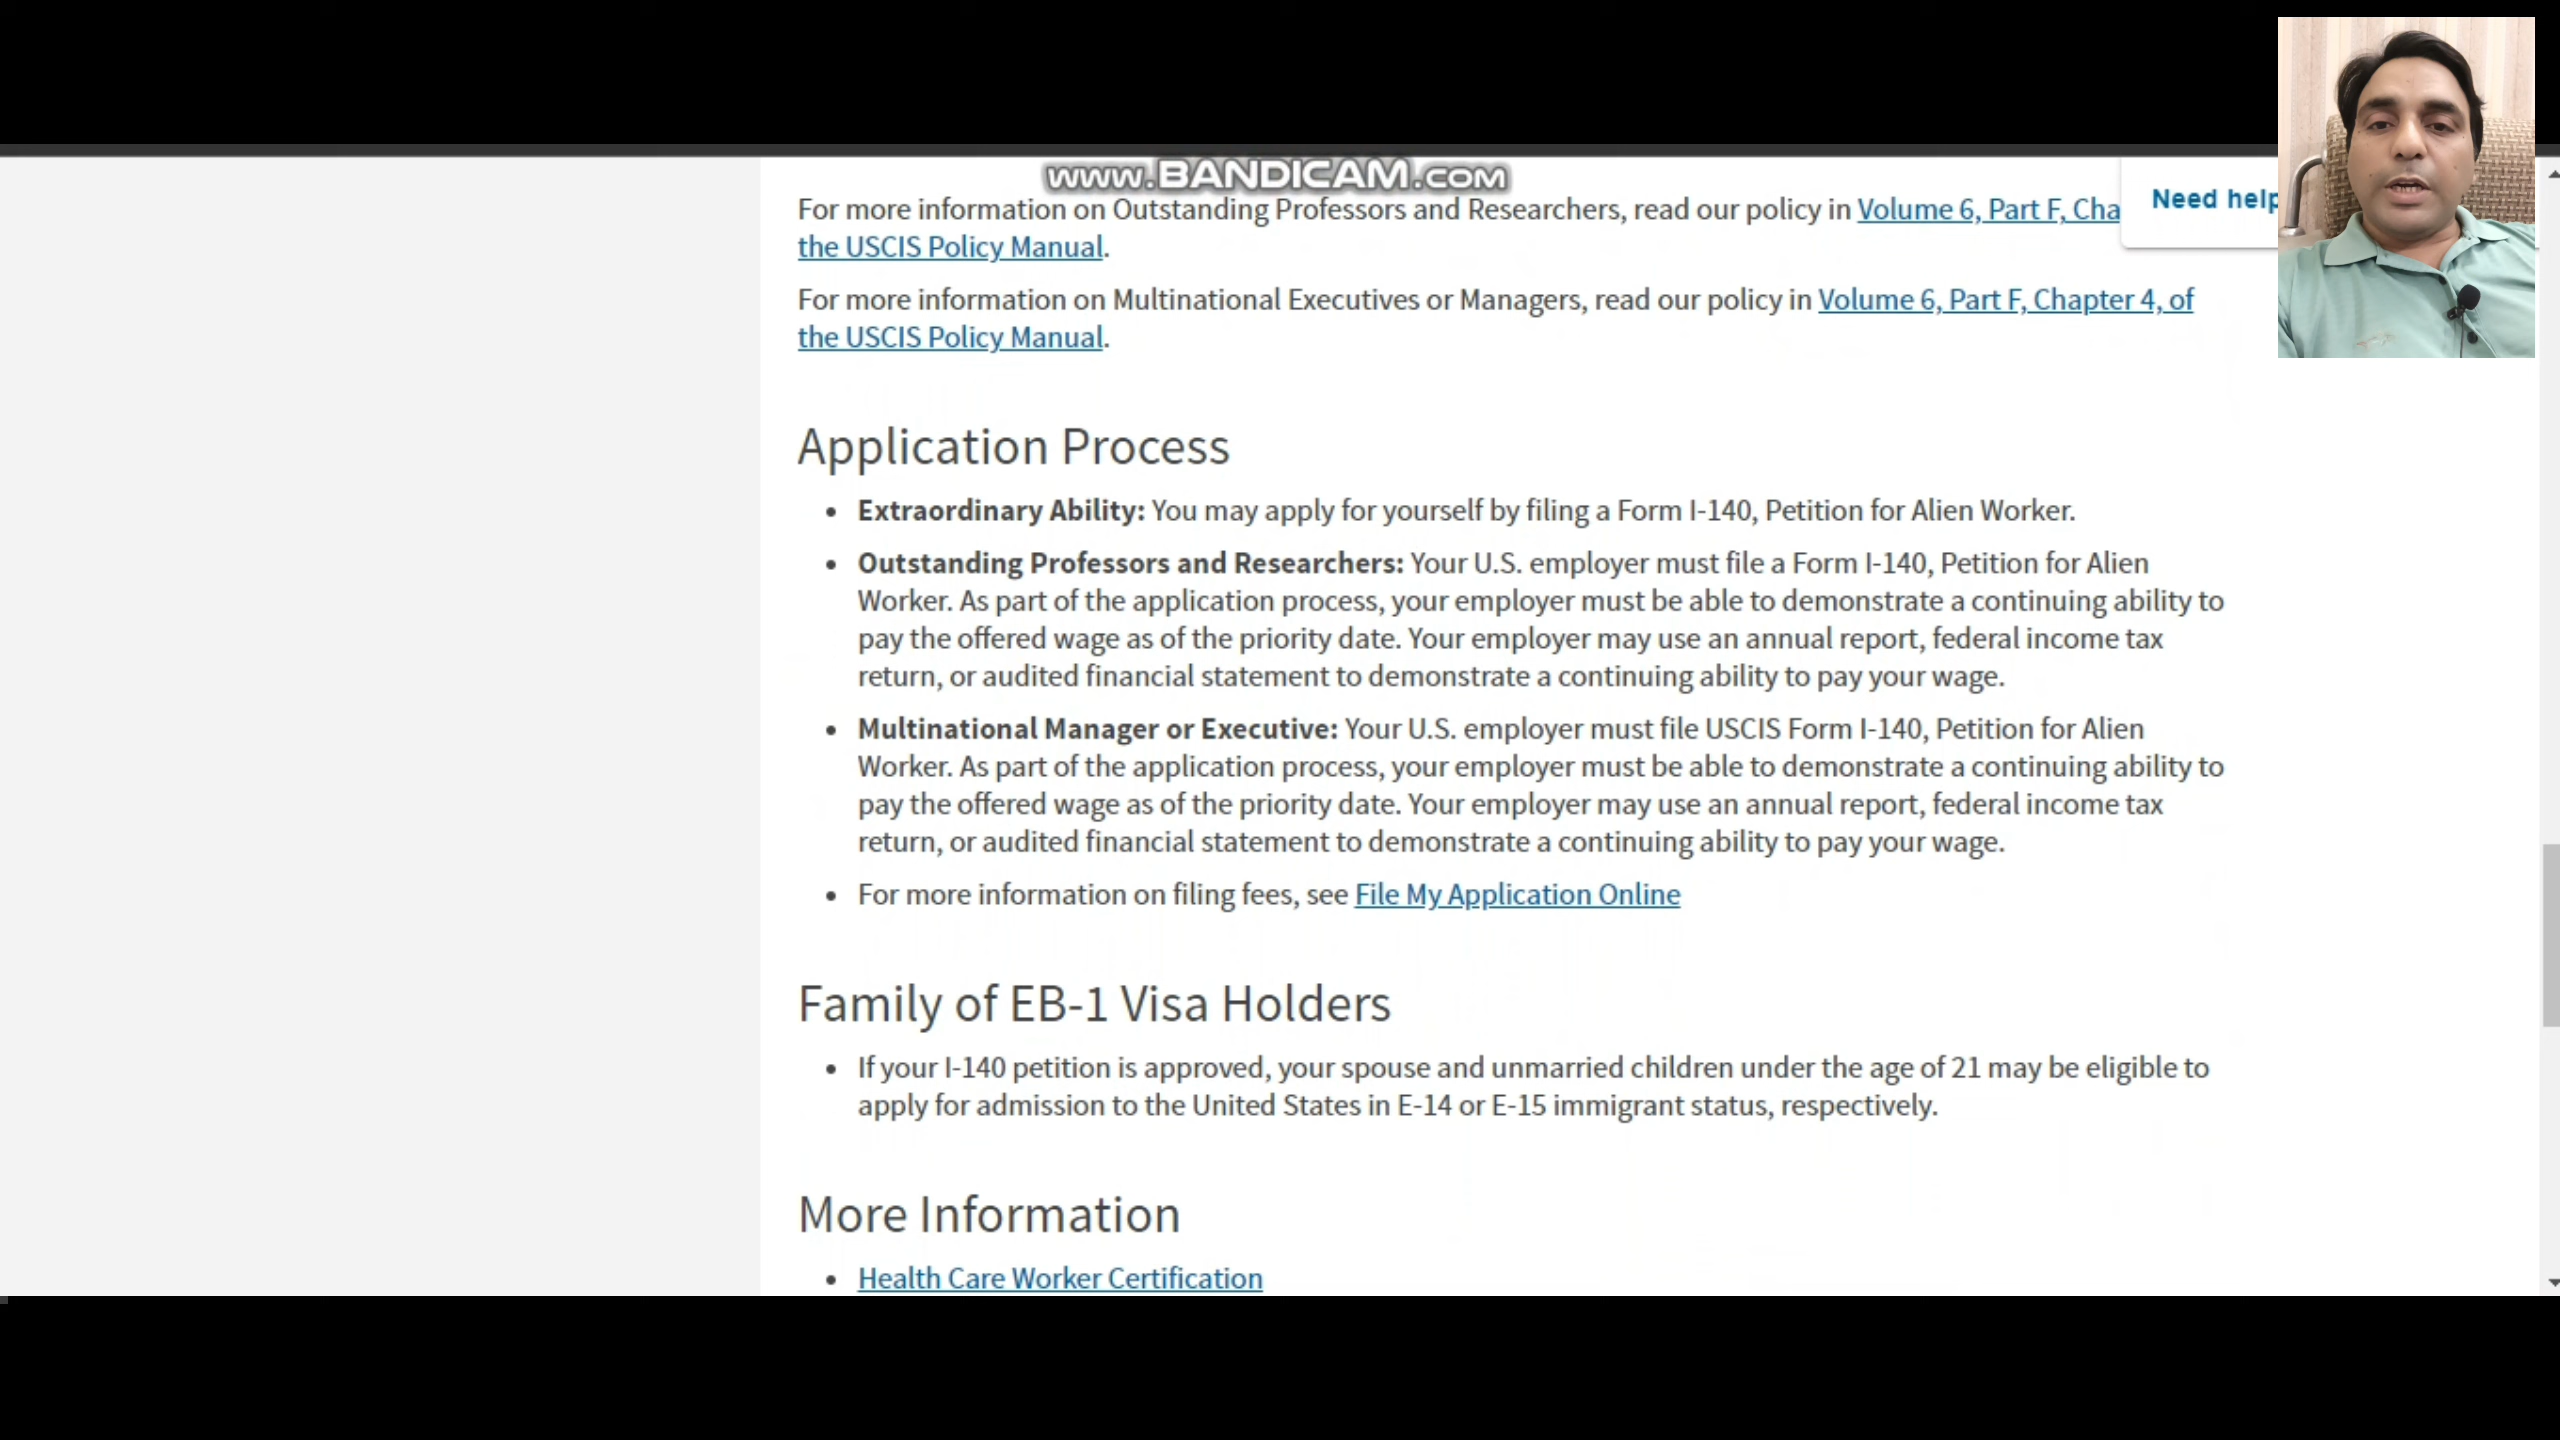 www.BANDICAM.com
For more information on Outstanding Professors and Researchers, read our policy in Volume 6, Part F, Cha
Need help
the USCIS Policy Manual.
For more information on Multinational Executives or Managers, read our policy in Volume 6, Part F, Chapter 4, of
the USCIS Policy Manual.
Application Process
• Extraordinary Ability: You may apply for yourself by filing a Form I-140, Petition for Alien Worker.
• Outstanding Professors and Researchers: Your U.S. employer must file a Form I-140, Petition for Alien
Worker. As part of the application process, your employer must be able to demonstrate a continuing ability to
pay the offered wage as of the priority date. Your employer may use an annual report, federal income tax
return, or audited financial statement to demonstrate a continuing ability to pay your wage.
• Multinational Manager or Executive: Your U.S. employer must file USCIS Form I-140, Petition for Alien
Worker. As part of the application process, your employer must be able to demonstrate a continuing ability to
pay the offered wage as of the priority date. Your employer may use an annual report, federal income tax
return, or audited financial statement to demonstrate a continuing ability to pay your wage.
• For more information on filing fees, see File My Application Online
Family of EB-1 Visa Holders
• If your I-140 petition is approved, your spouse and unmarried children under the age of 21 may be eligible to
apply for admission to the United States in E-14 or E-15 immigrant status, respectively.
More Information
• Health Care Worker Certification